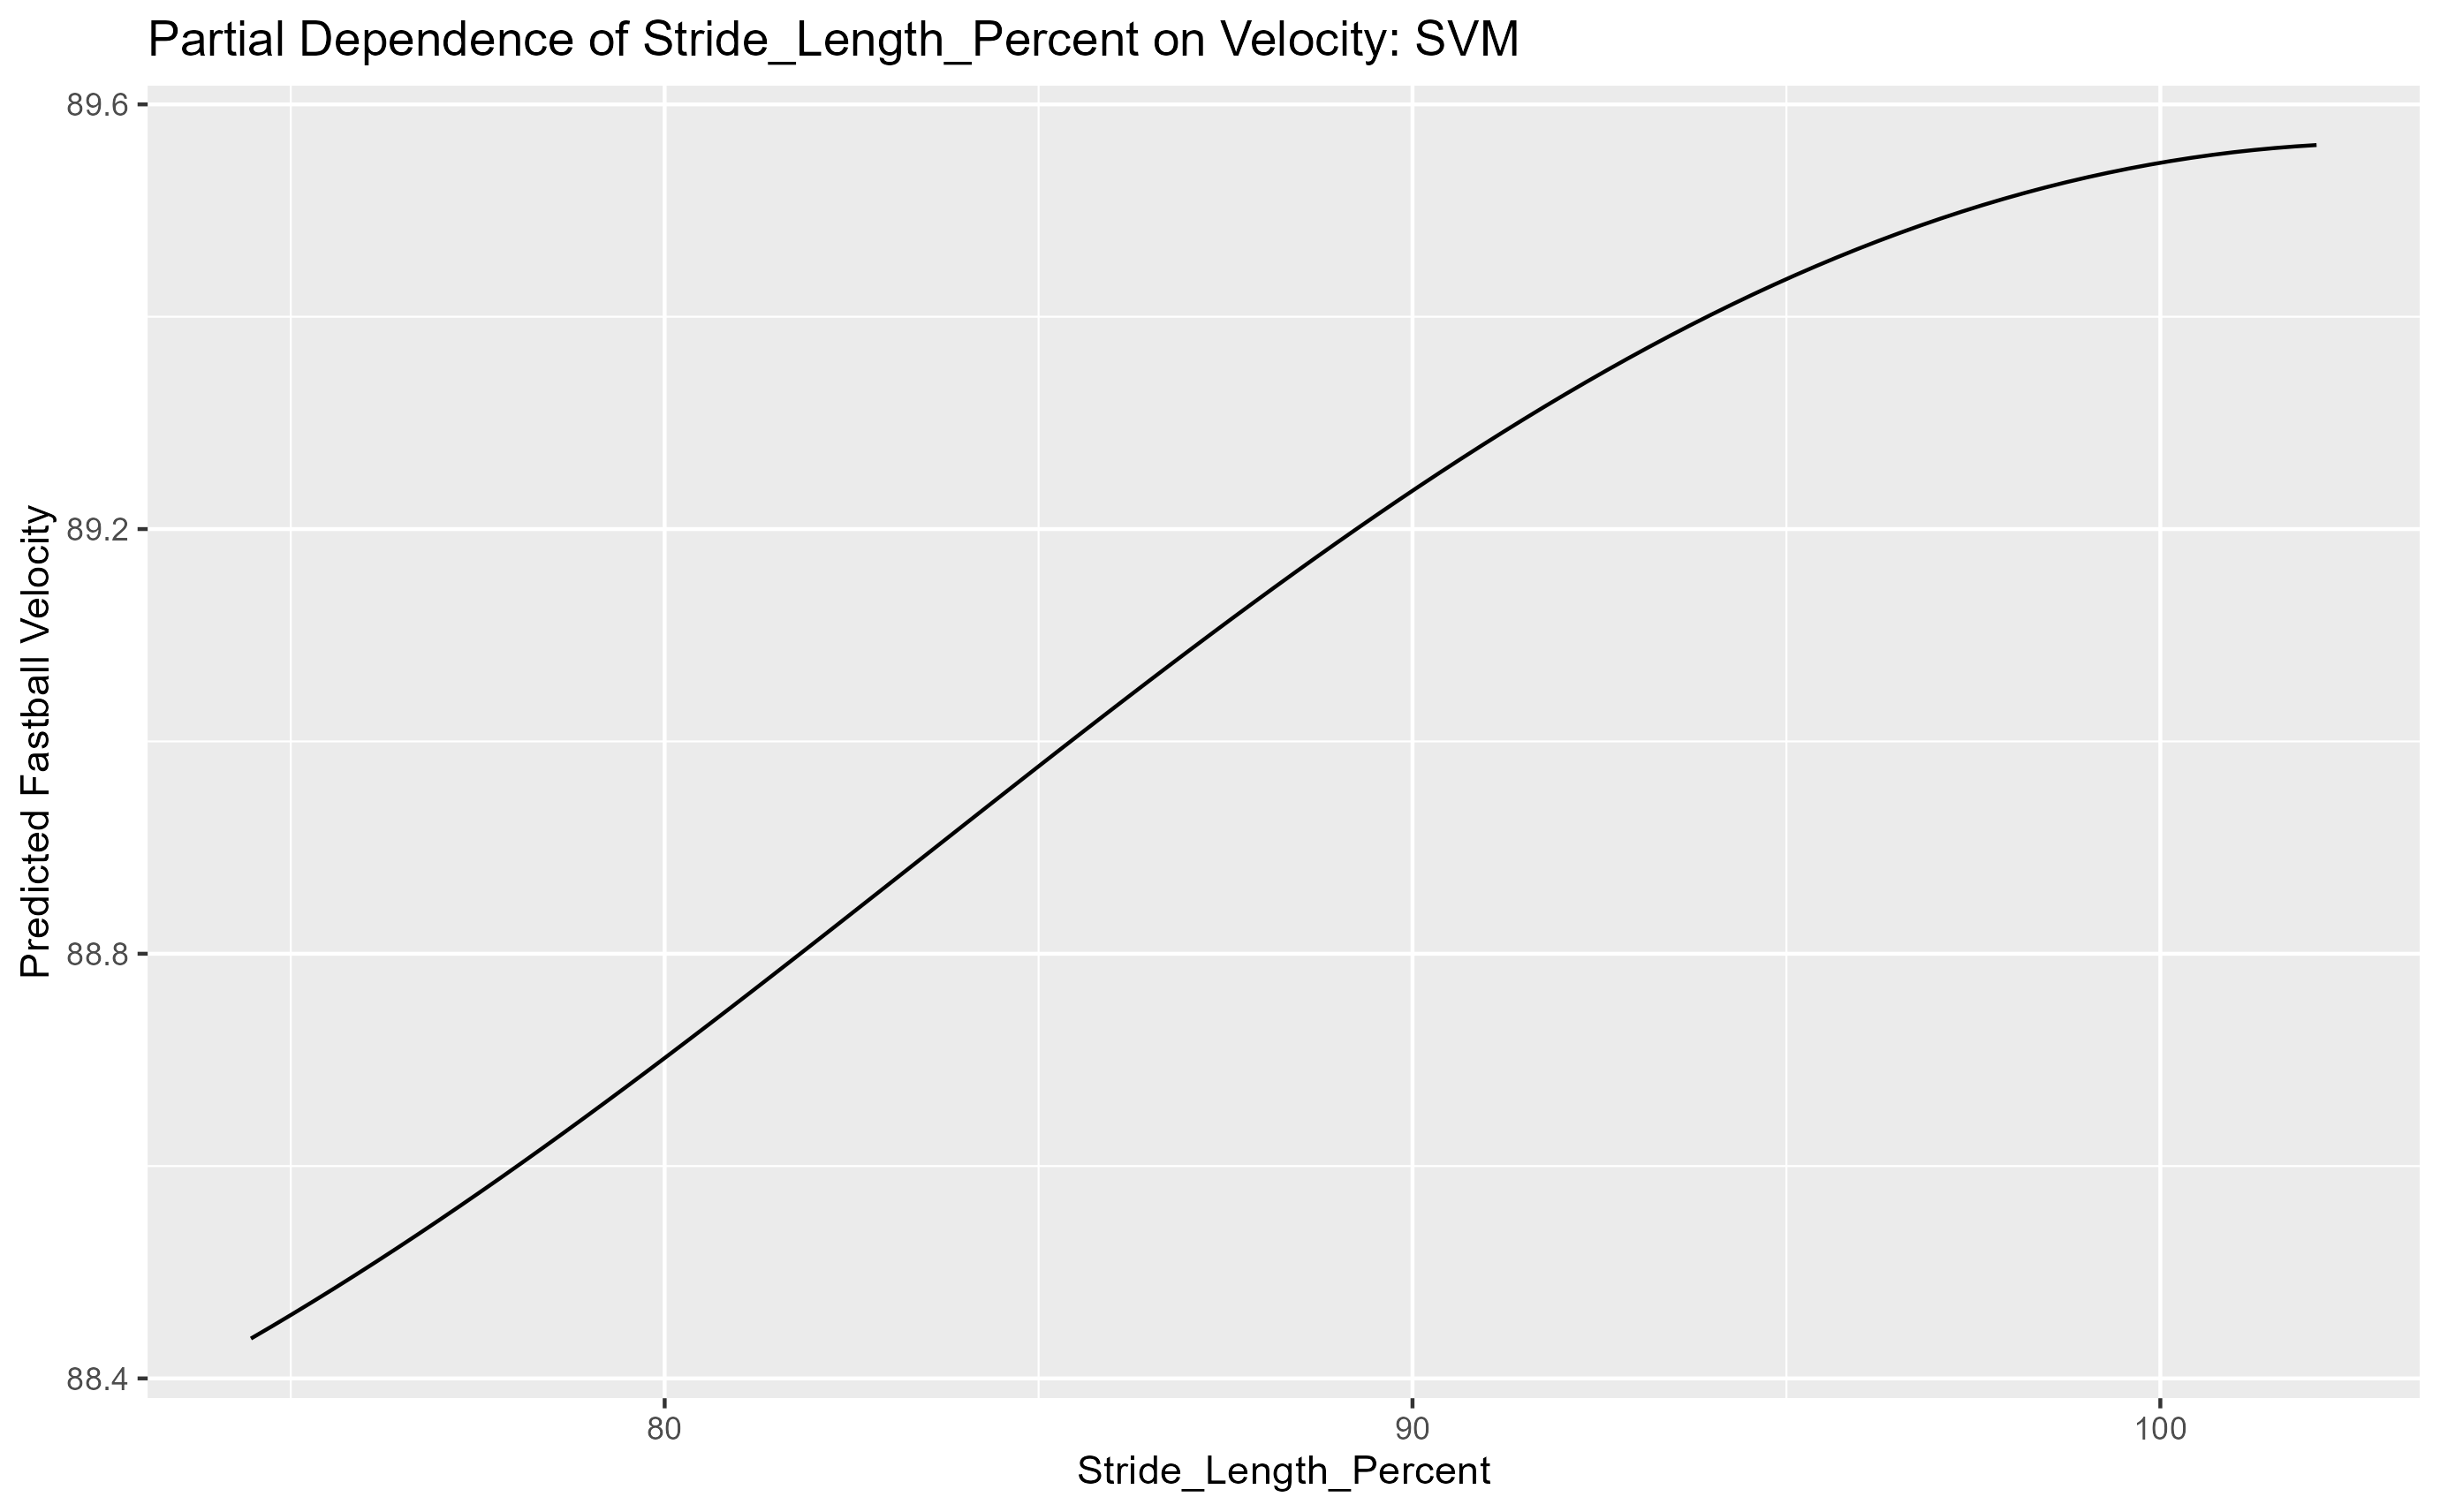 Partial Dependence of Stride_Length_Percent on Velocity: SVM
89.6
89.2
88.8
88.4
Predicted Fastball Velocity
80
90
100
Stride_Length_Percent